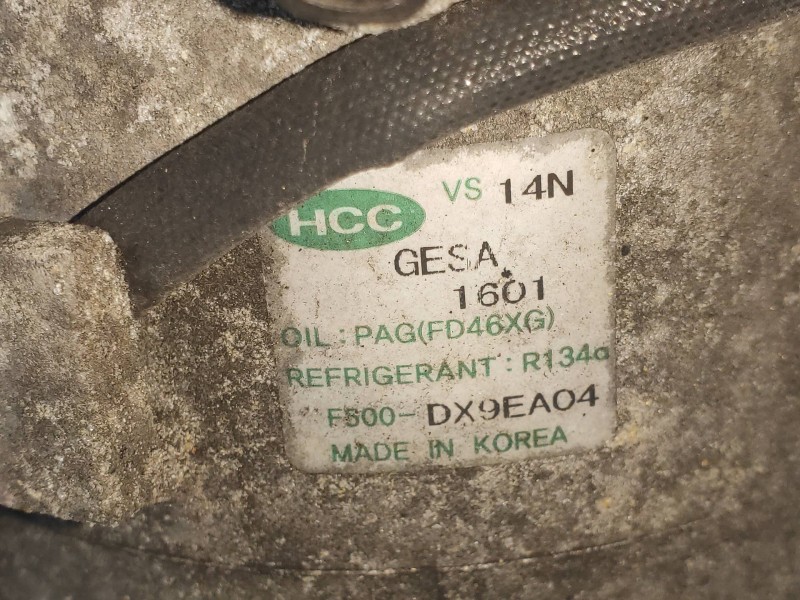 HCC VS 14N
GESA
1601
OIL : PAG(FD46XG)
REFRIGERANT : R134a
F500-DX9EA04
MADE IN KOREA